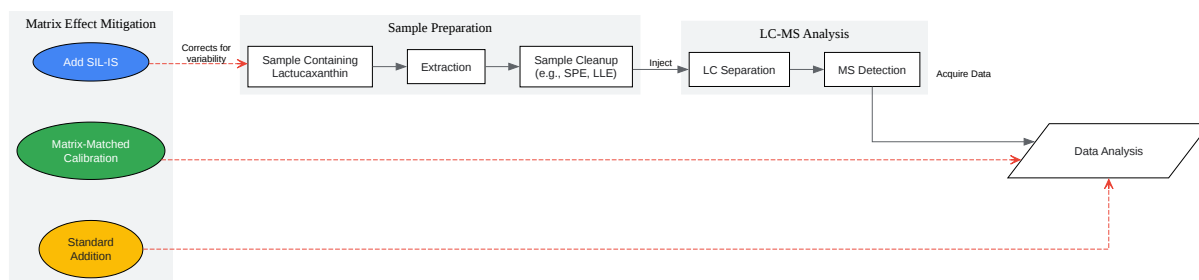 Matrix Effect Mitigation
Sample Preparation
LC-MS Analysis
Add SIL-IS
Corrects for
variability
Sample Containing
Lactucaxanthin
Extraction
Sample Cleanup
(e.g., SPE, LLE)
Inject
LC Separation
MS Detection
Acquire Data
Matrix-Matched
Calibration
Data Analysis
Standard
Addition